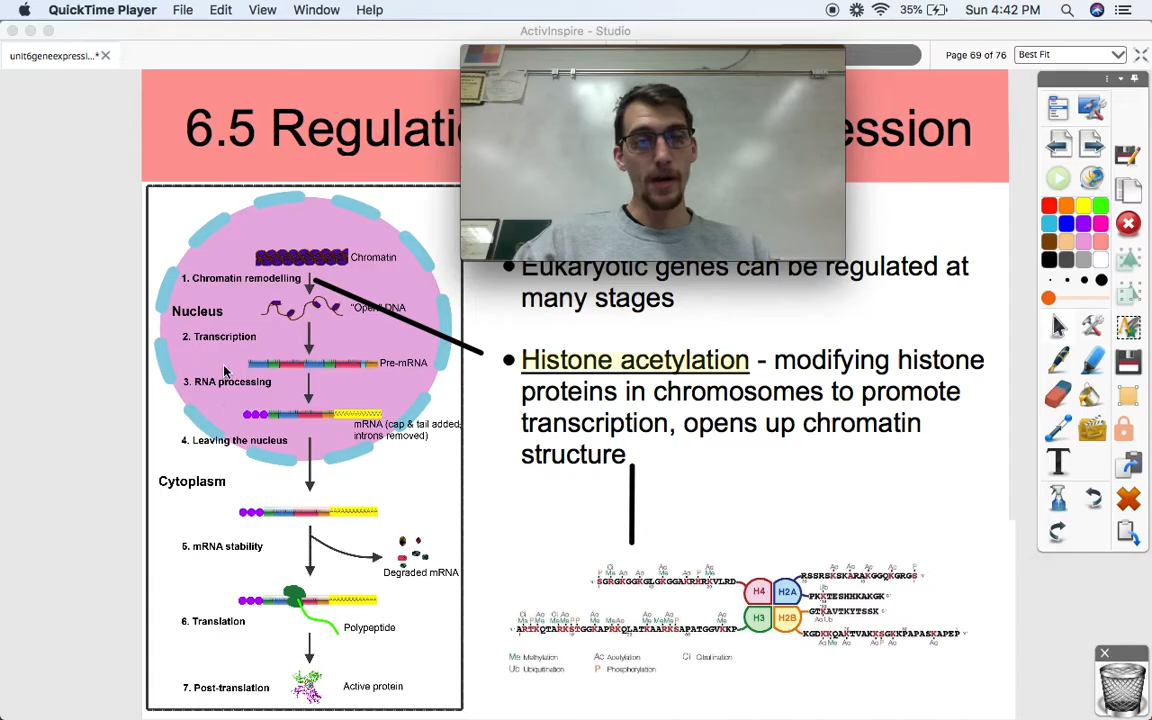 QuickTime Player File Edit View Window Help 35% Sun 4:42 PM
ActivInspire - Studio
unit6geneexpressi...*
Page 69 of 76
Best Fit
6.5 Regulati
ession
Chromatin
1. Chromatin remodelling
Nucleus
"Open" DNA
2. Transcription
Pre-mRNA
3. RNA processing
mRNA (cap & tail added;
introns removed)
4. Leaving the nucleus
Cytoplasm
5. mRNA stability
Degraded mRNA
6. Translation
Polypeptide
7. Post-translation
Active protein
• Eukaryotic genes can be regulated at
many stages
• Histone acetylation - modifying histone
proteins in chromosomes to promote
transcription, opens up chromatin
structure
H4 H2A
H3 H2B
PKKTESHHKAKGK
GTKAVTKYTSSK
Me Methylation Ac Acetylation Ci Citrullination
Ub Ubiquitination P Phosphorylation
T